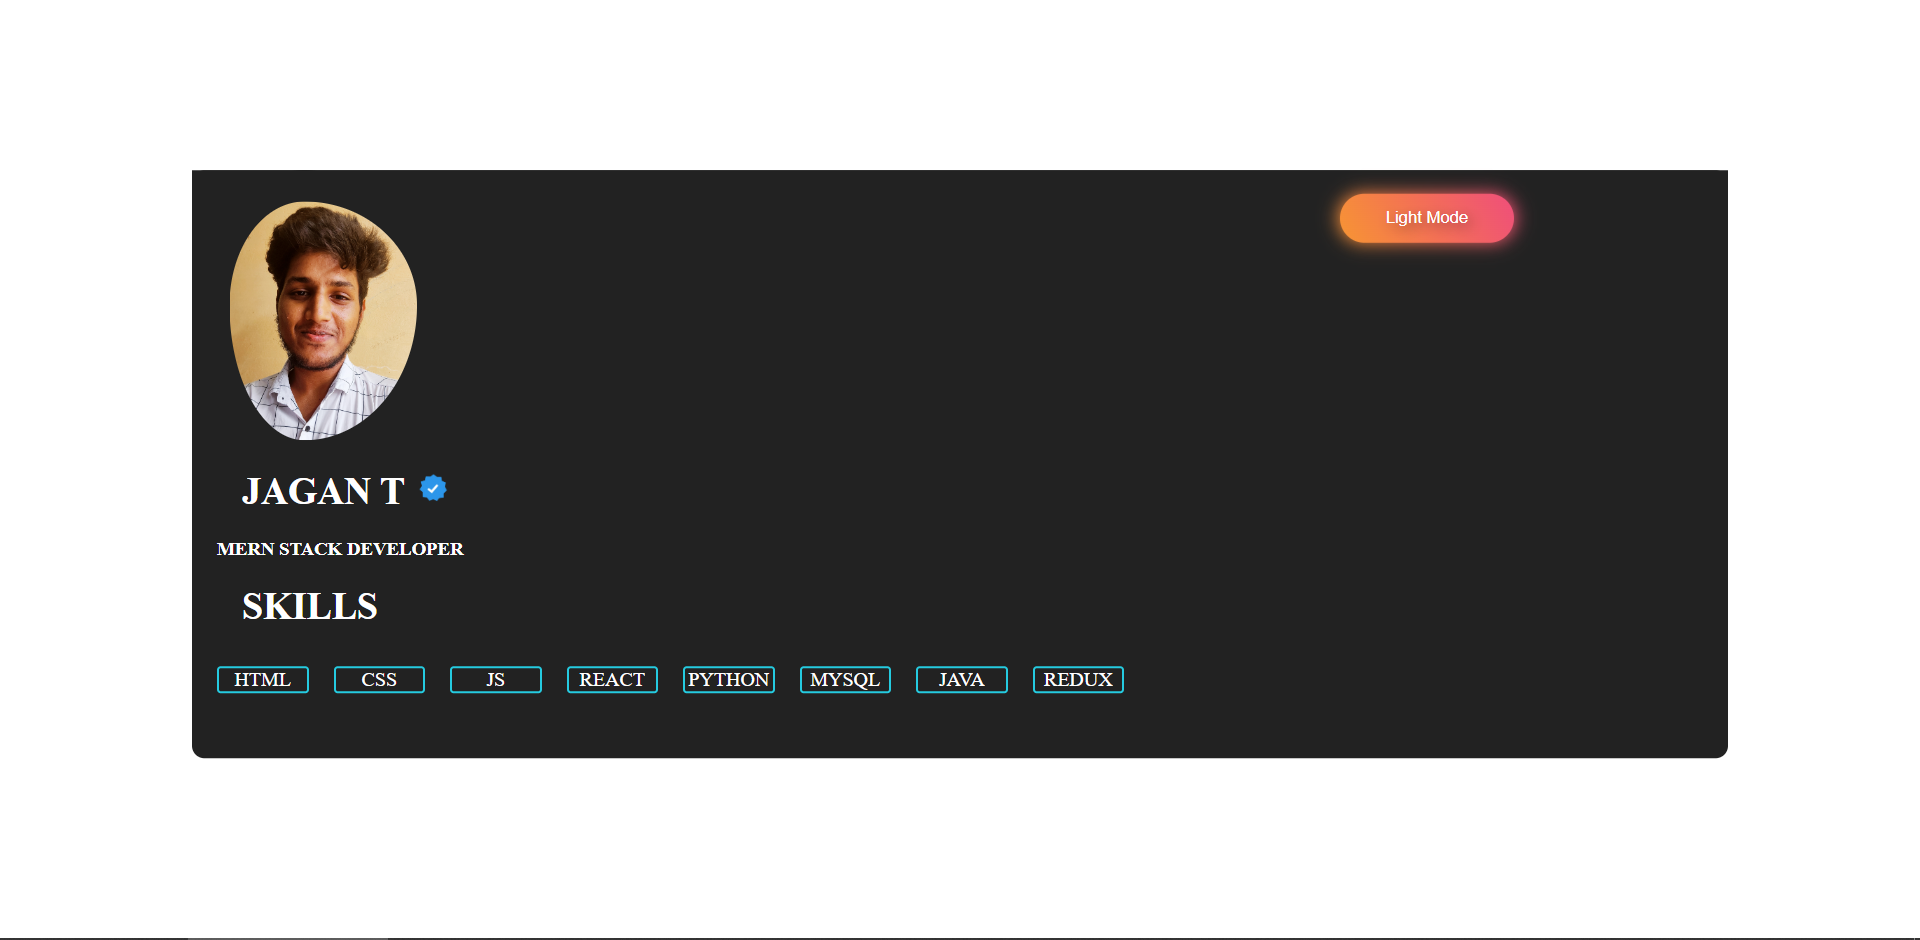 Light Mode
JAGAN T
MERN STACK DEVELOPER
SKILLS
HTML CSS JS REACT PYTHON MYSQL JAVA REDUX